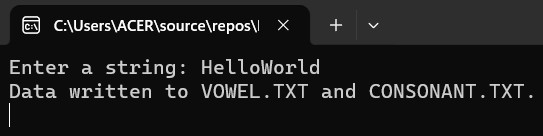 C:\Users\ACER\source\repos\
Enter a string: HelloWorld
Data written to VOWEL.TXT and CONSONANT.TXT.